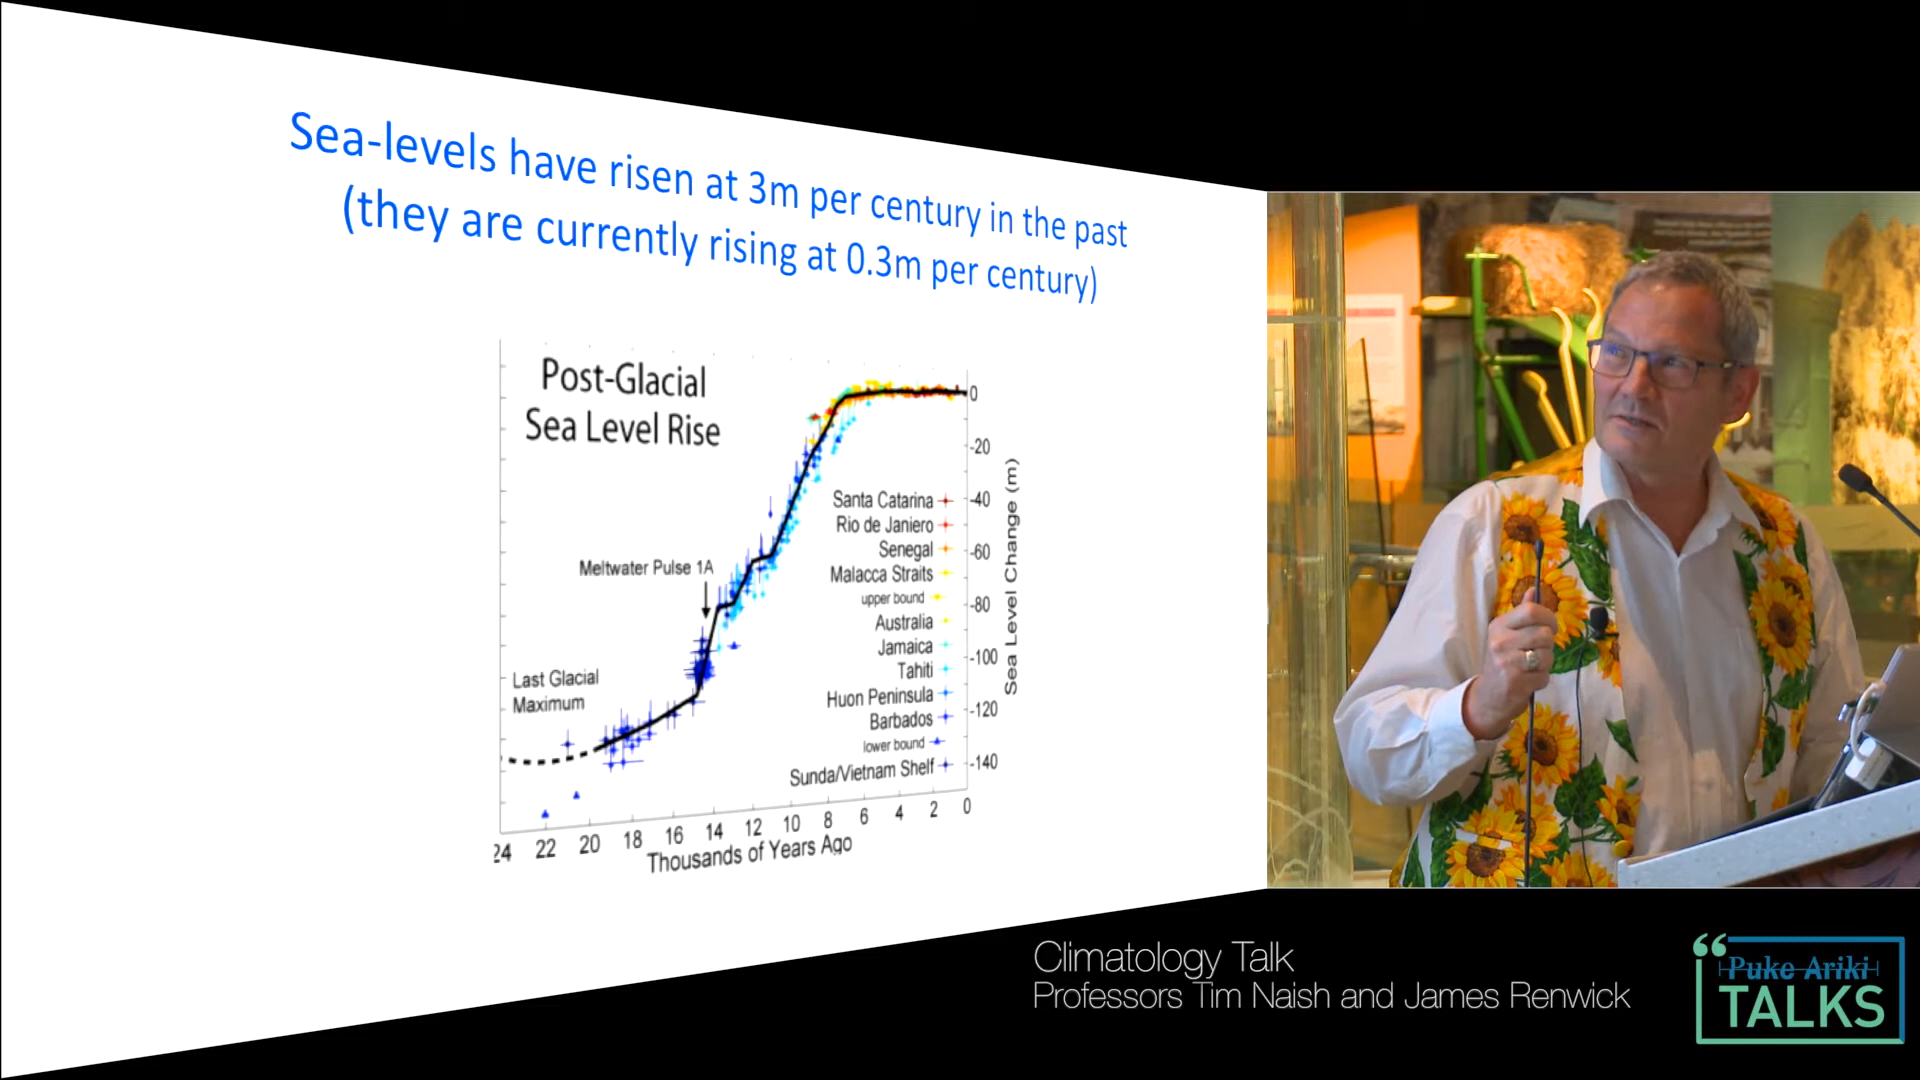 Sea-levels have risen at 3m per century in the past
(they are currently rising at 0.3m per century)
Post-Glacial
Sea Level Rise
Meltwater Pulse 1A
Last Glacial
Maximum
Santa Catarina
Rio de Janiero
Senegal
Malacca Straits
upper bound
Australia
Jamaica
Tahiti
Huon Peninsula
Barbados
lower bound
Sunda/Vietnam Shelf
0
-20
-40
-60
-80
-100
-120
-140
Sea Level Change (m)
24 22 20 18 16 14 12 10 8 6 4 2 0
Thousands of Years Ago
Climatology Talk
Professors Tim Naish and James Renwick
Puke Ariki
TALKS